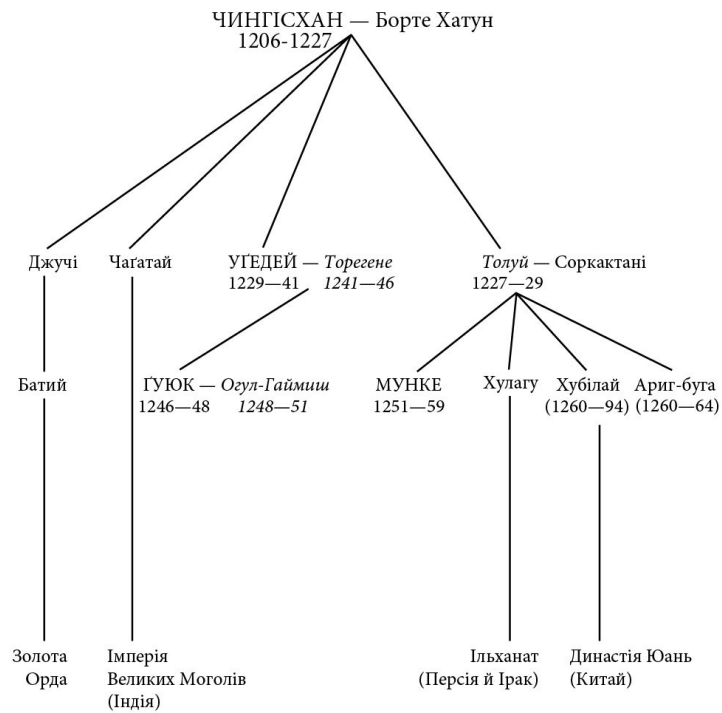 ЧИНГІСХАН — Борте Хатун
1206-1227
Джучі
Чаґатай
УҐЕДЕЙ — Торегене
1229—41 1241—46
Толуй — Соркактані
1227—29
Батий
ҐУЮК — Огул-Гаймиш
1246—48 1248—51
МУНКЕ
1251—59
Хулагу
Хубілай
(1260—94)
Ариг-буга
(1260—64)
Золота
Орда
Імперія
Великих Моголів
(Індія)
Ільханат
(Персія й Ірак)
Династія Юань
(Китай)